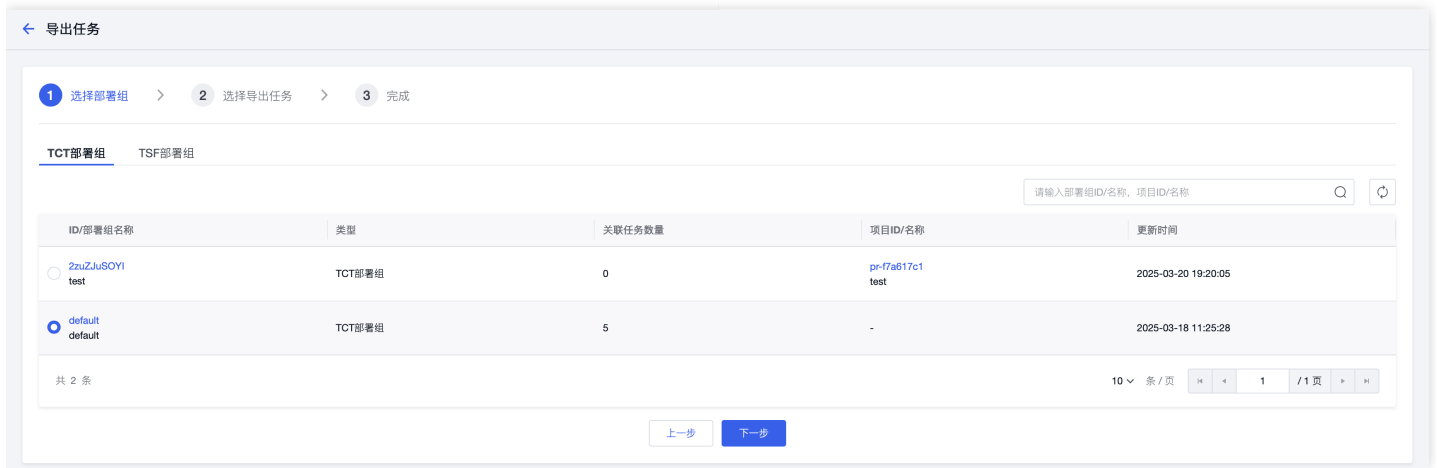 导出任务
1 选择部署组 2 选择导出任务 3 完成
TCT部署组 TSF部署组
请输入部署组ID/名称，项目ID/名称
ID/部署组名称 类型 关联任务数量 项目ID/名称 更新时间
2zuZJuSOYI pr-f7a617c1
TCT部署组 0 2025-03-20 19:20:05
test test
default
TCT部署组 5 - 2025-03-18 11:25:28
default
共 2 条 10 条 / 页 1 / 1 页
上一步 下一步